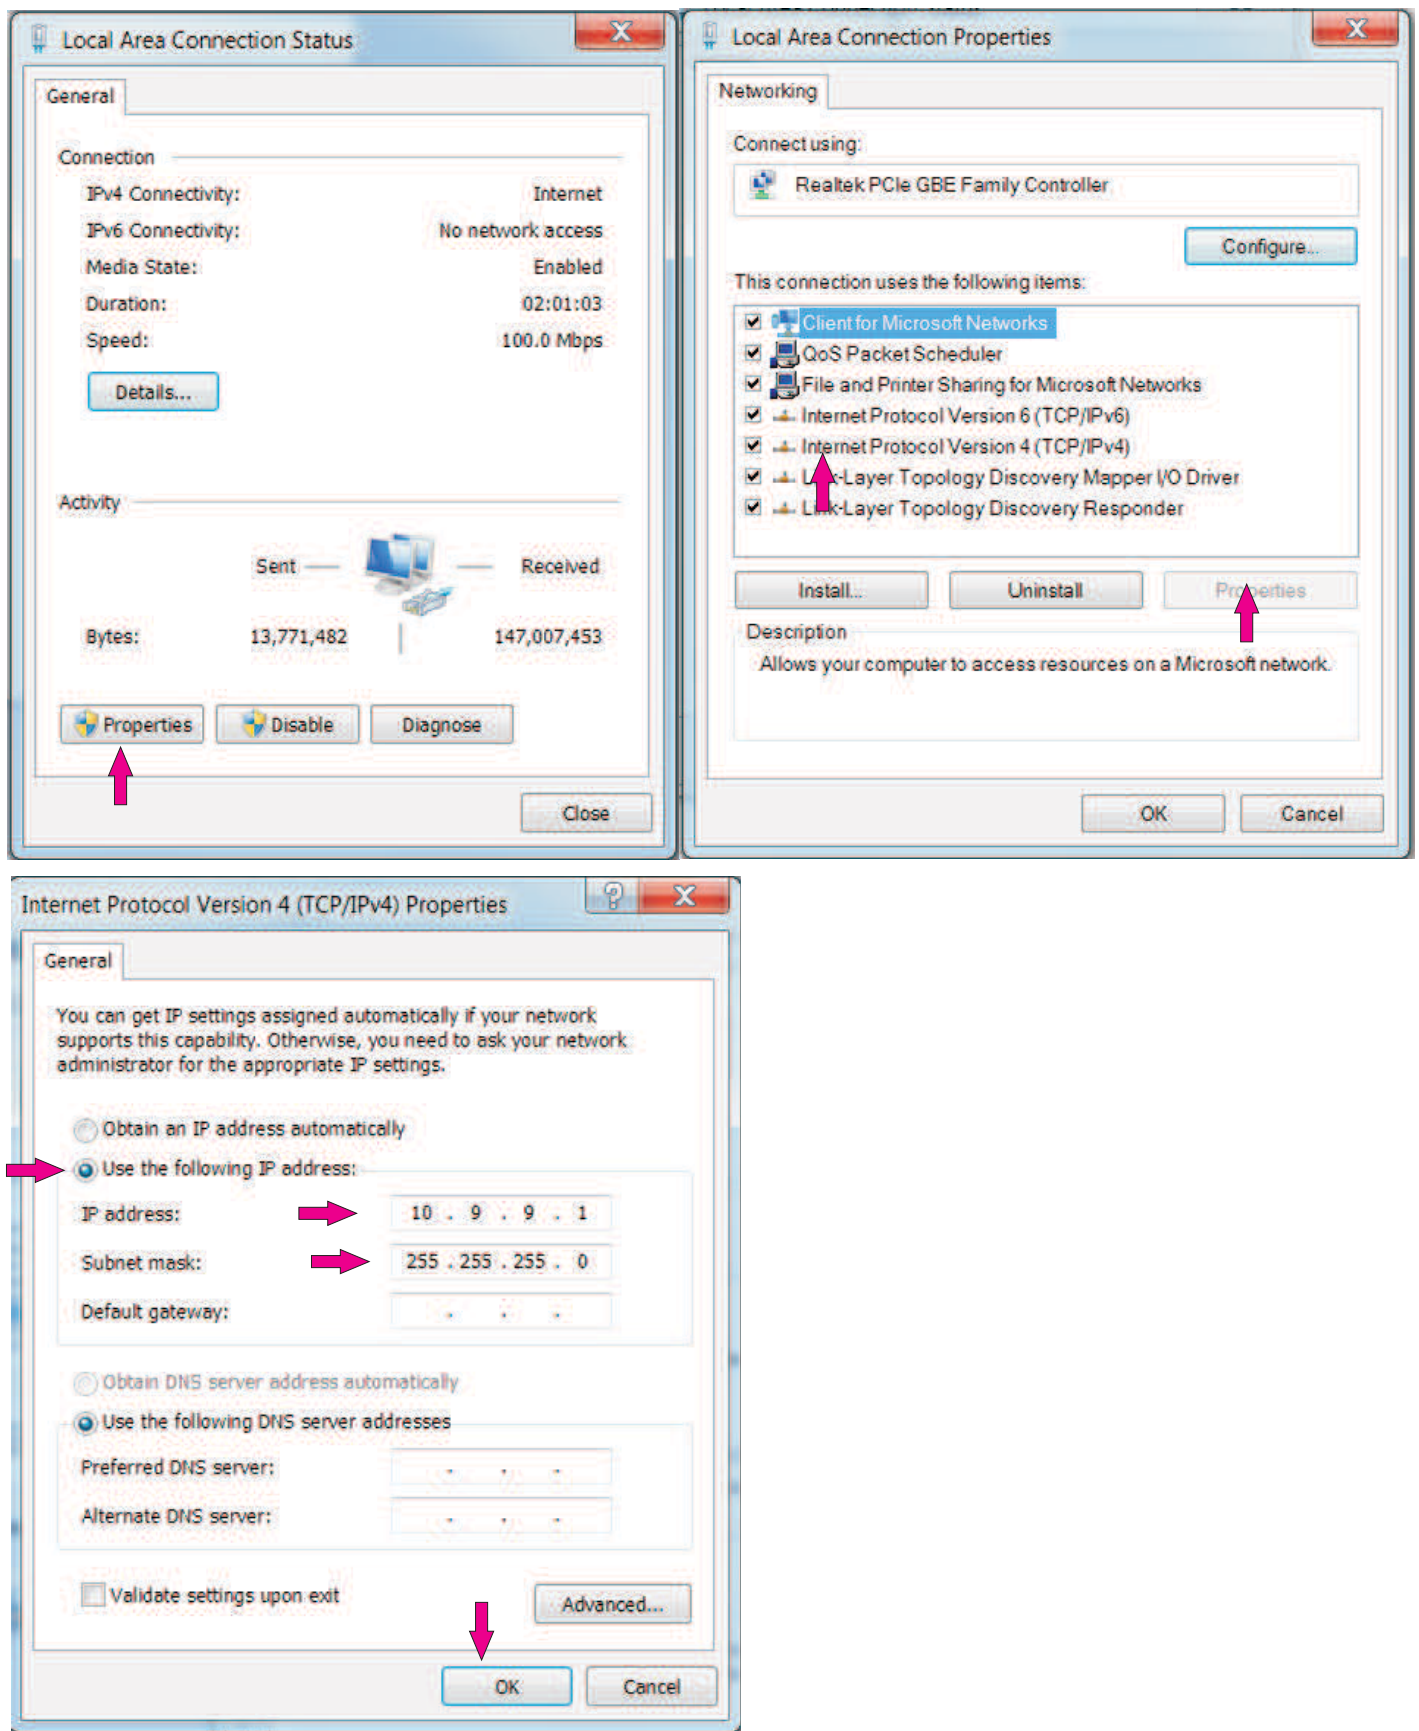 Local Area Connection Status
General
Connection
IPv4 Connectivity: Internet
IPv6 Connectivity: No network access
Media State: Enabled
Duration: 02:01:03
Speed: 100.0 Mbps
Details...
Activity
Sent Received
Bytes: 13,771,482 147,007,453
Properties Disable Diagnose
Close
Local Area Connection Properties
Networking
Connect using:
Realtek PCIe GBE Family Controller
Configure...
This connection uses the following items:
Client for Microsoft Networks
QoS Packet Scheduler
File and Printer Sharing for Microsoft Networks
Internet Protocol Version 6 (TCP/IPv6)
Internet Protocol Version 4 (TCP/IPv4)
Link-Layer Topology Discovery Mapper I/O Driver
Link-Layer Topology Discovery Responder
Install... Uninstall Properties
Description
Allows your computer to access resources on a Microsoft network.
OK Cancel
Internet Protocol Version 4 (TCP/IPv4) Properties
General
You can get IP settings assigned automatically if your network
supports this capability. Otherwise, you need to ask your network
administrator for the appropriate IP settings.
Obtain an IP address automatically
Use the following IP address:
IP address: 10 . 9 . 9 . 1
Subnet mask: 255 . 255 . 255 . 0
Default gateway: . . .
Obtain DNS server address automatically
Use the following DNS server addresses
Preferred DNS server: . . .
Alternate DNS server: . . .
Validate settings upon exit
Advanced...
OK Cancel